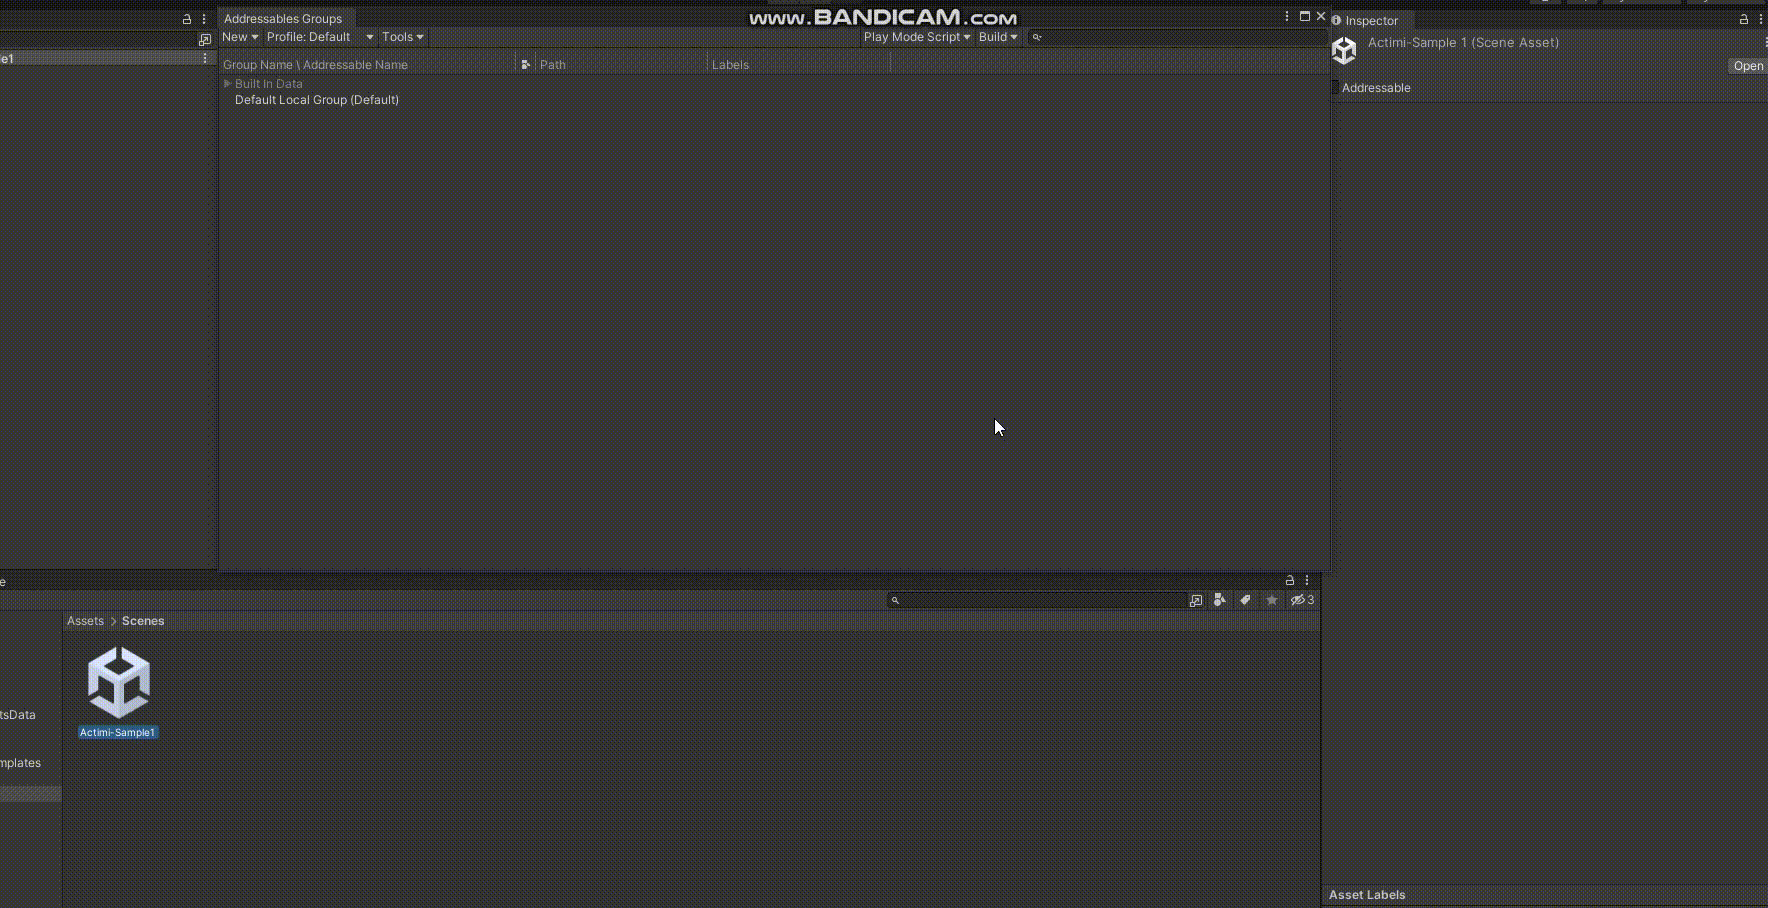 Addressables Groups
www.BANDICAM.com
Inspector
New
Profile: Default
Tools
Play Mode Script
Build
Actimi-Sample 1 (Scene Asset)
e1
Open
Group Name \ Addressable Name
Path
Labels
Built In Data
Addressable
Default Local Group (Default)
e
3
Assets > Scenes
tsData
Actimi-Sample1
mplates
Asset Labels